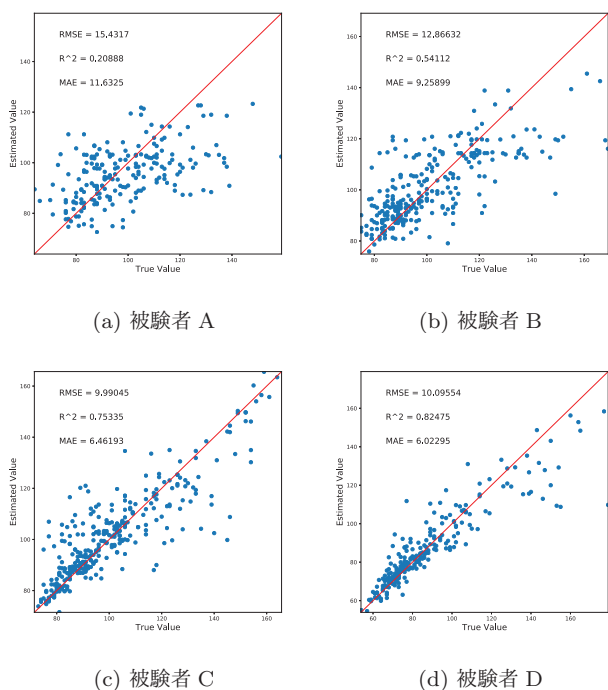 160
140
120
100
80
Estimated Value
RMSE = 15,4317
R^2 = 0.20888
MAE = 11.6325
80 100 120 140
True Value
(a) 被験者 A
160
140
120
100
80
Estimated Value
RMSE = 12.86632
R^2 = 0.54112
MAE = 9.25899
80 100 120 140 160
True Value
(b) 被験者 B
160
140
120
100
80
Estimated Value
RMSE = 9.99045
R^2 = 0.75335
MAE = 6.46193
80 100 120 140 160
True Value
(c) 被験者 C
160
140
120
100
80
60
Estimated Value
RMSE = 10.09554
R^2 = 0.82475
MAE = 6.02295
60 80 100 120 140 160
True Value
(d) 被験者 D